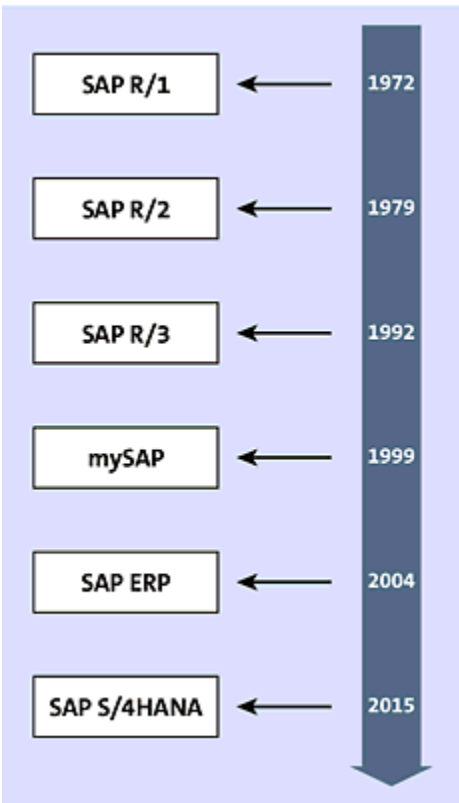 SAP R/1
1972
SAP R/2
1979
SAP R/3
1992
mySAP
1999
SAP ERP
2004
SAP S/4HANA
2015